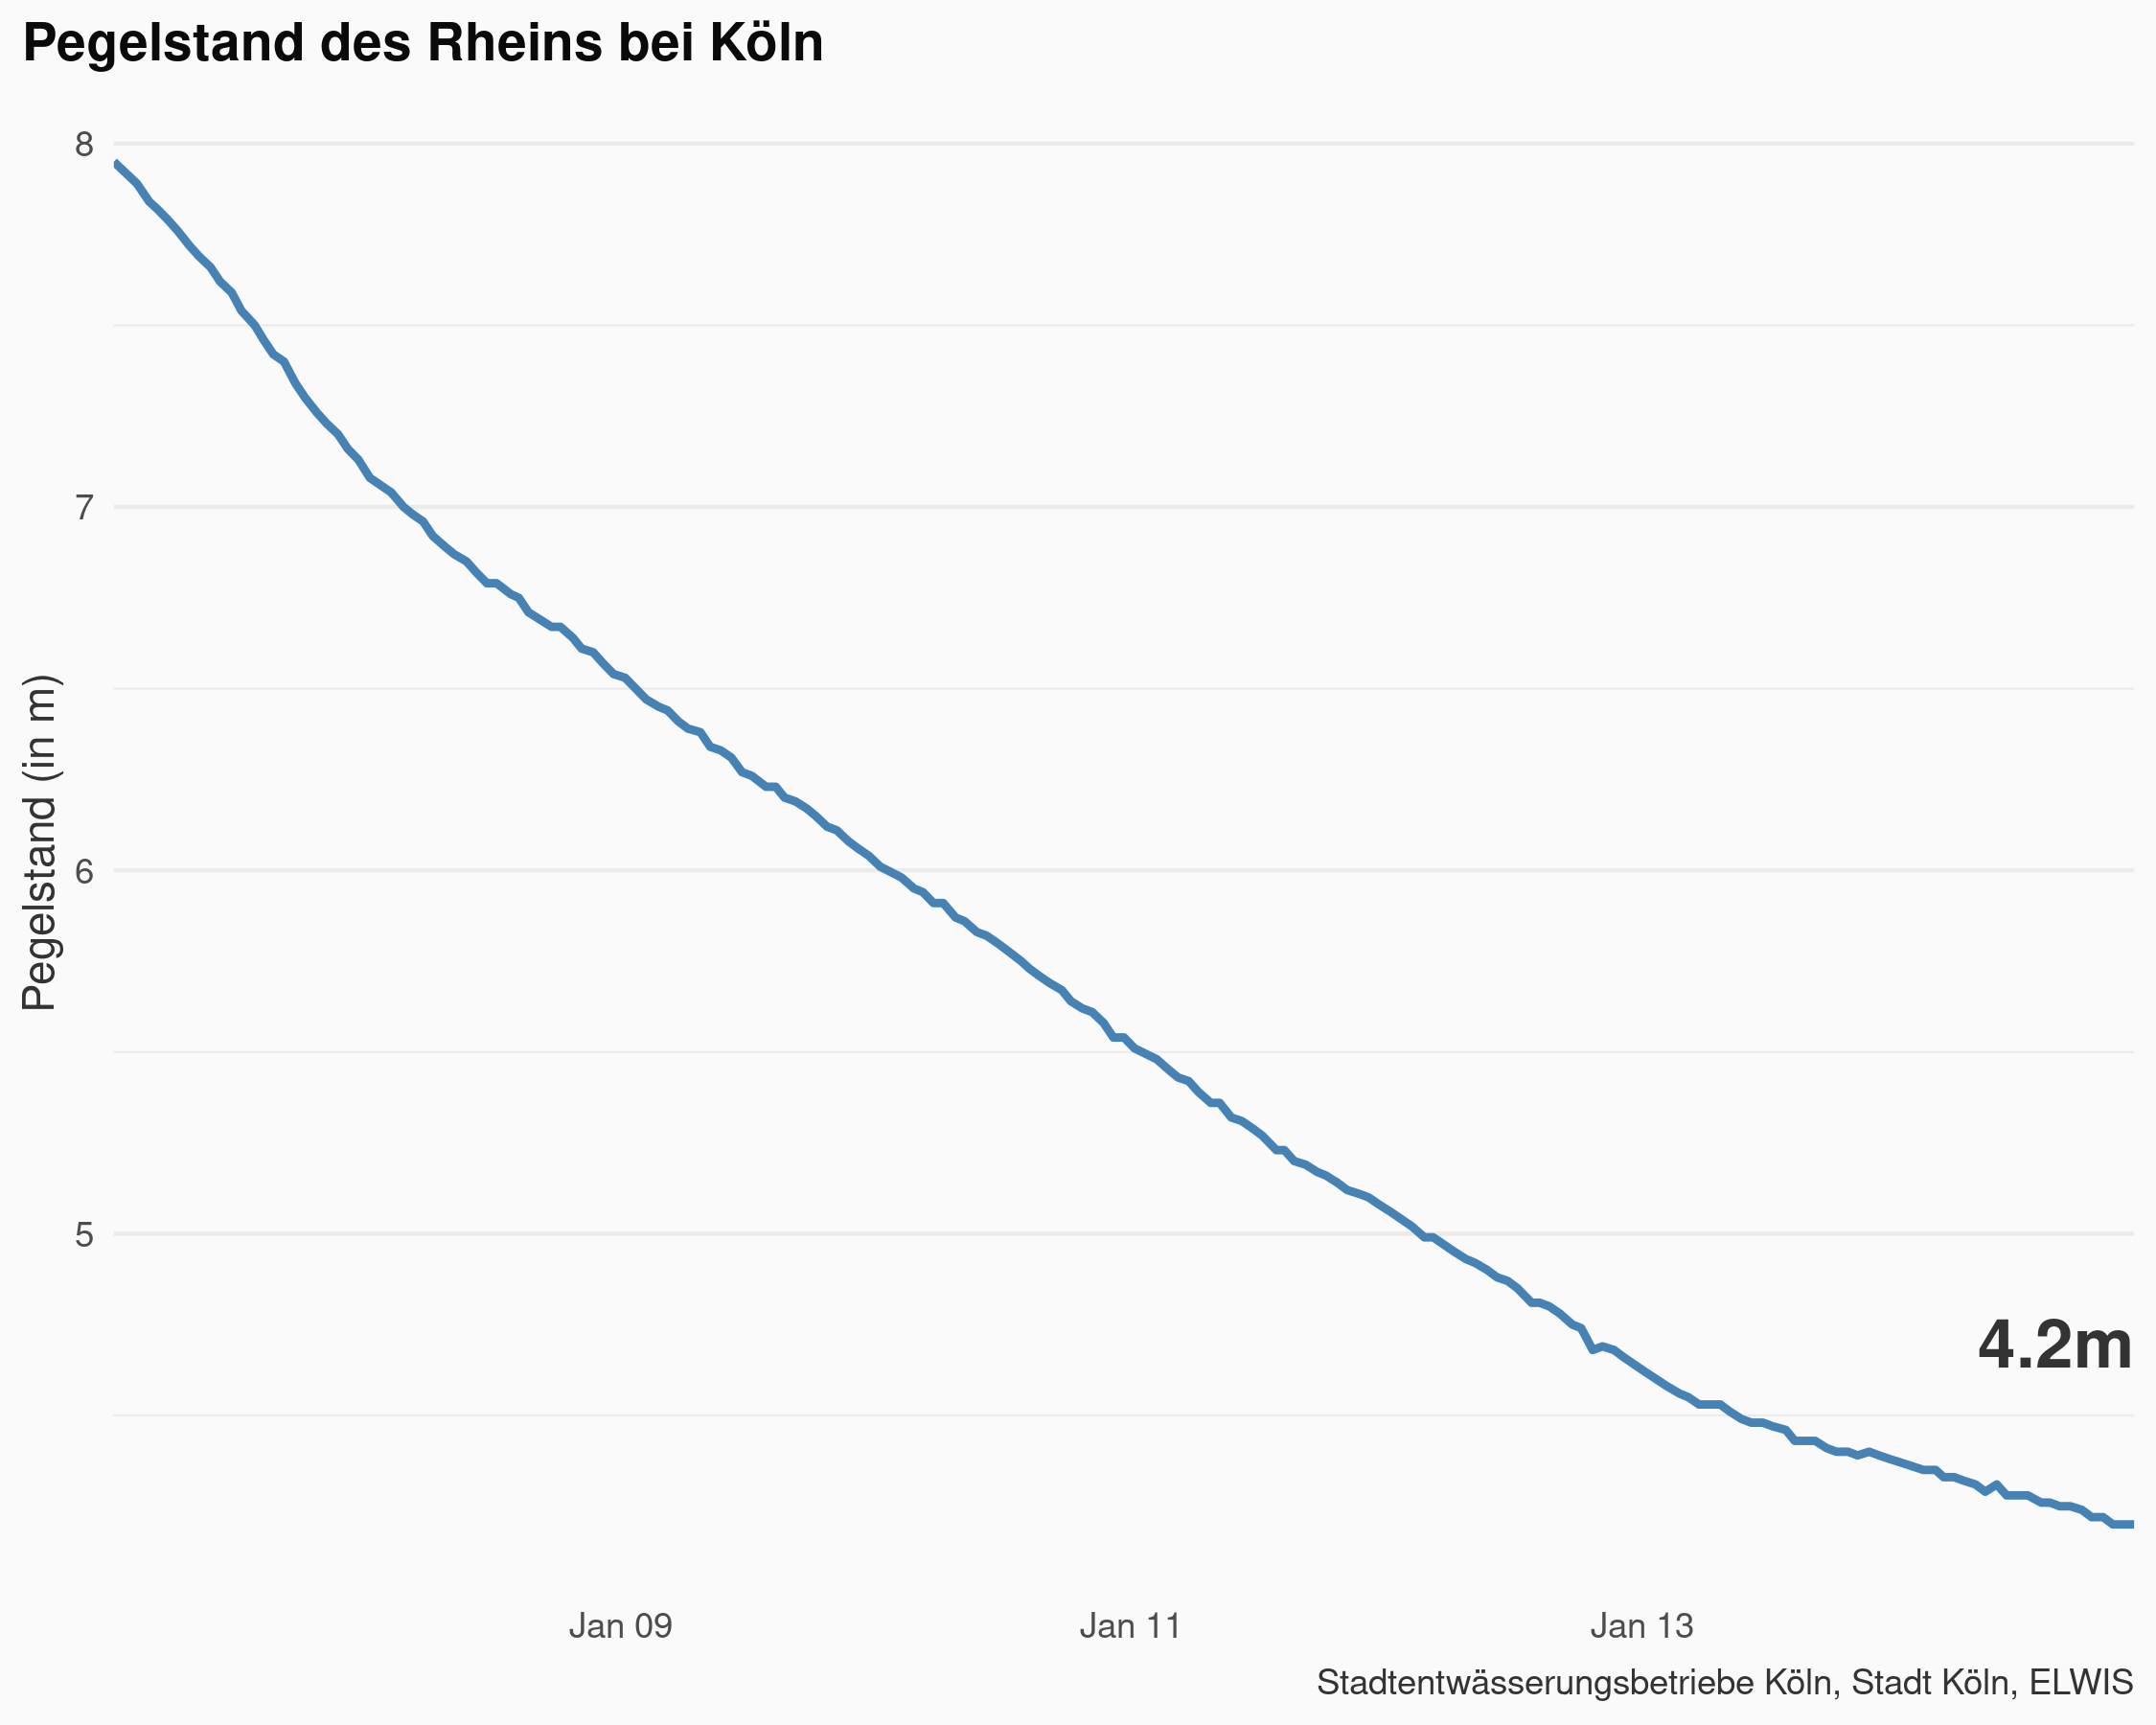 Pegelstand des Rheins bei Köln
8
7
6
5
Pegelstand (in m)
4.2m
Jan 09
Jan 11
Jan 13
Stadtentwässerungsbetriebe Köln, Stadt Köln, ELWIS